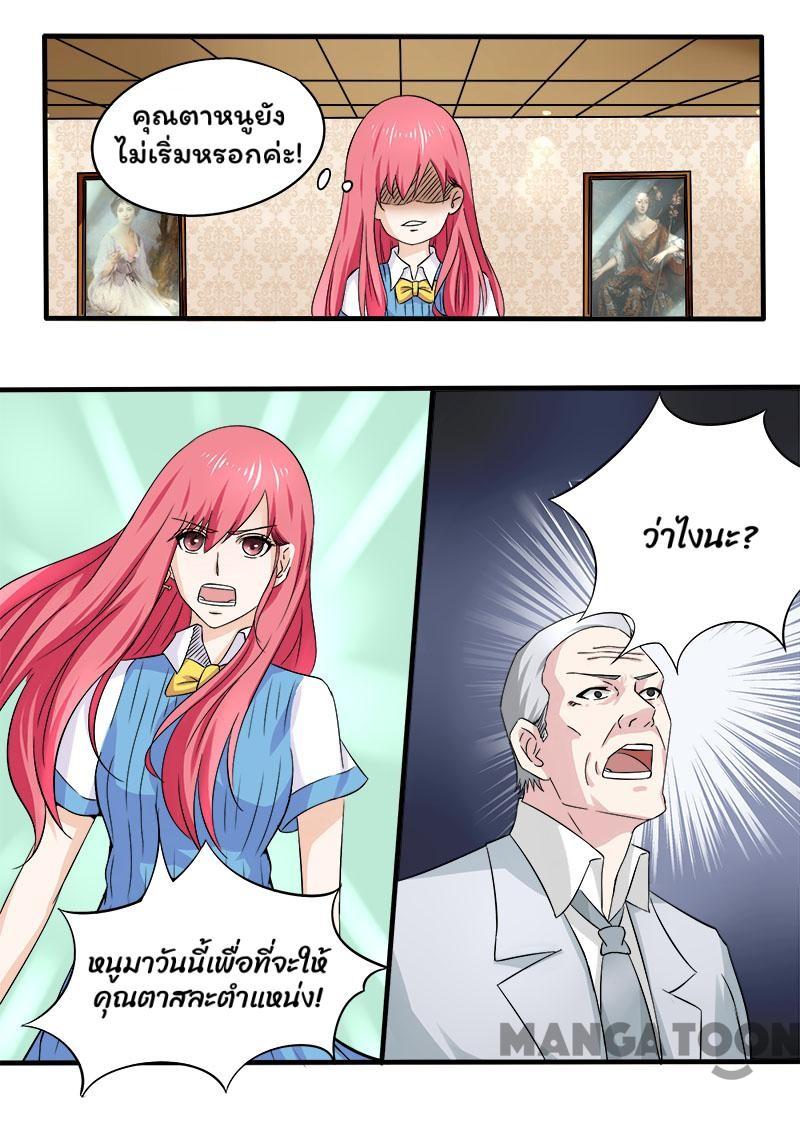 คุณตาหนูยัง
ไม่เริ่มหรอกค่ะ!
หนูมาวันนี้เพื่อที่จะให้
คุณตาสละตำแหน่ง!
ว่าไงนะ?
MANGATOON